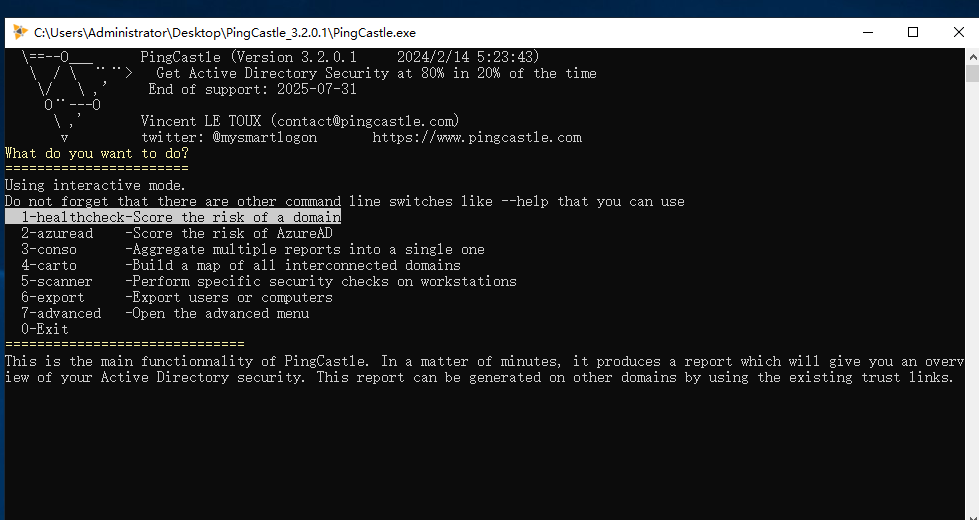 C:\Users\Administrator\Desktop\PingCastle_3.2.0.1\PingCastle.exe
\==--O___ PingCastle (Version 3.2.0.1 2024/2/14 5:23:43)
\ / \ ¨¨> Get Active Directory Security at 80% in 20% of the time
\/ \ ,' End of support: 2025-07-31
O¨---O
\ ,' Vincent LE TOUX (contact@pingcastle.com)
v twitter: @mysmartlogon https://www.pingcastle.com
What do you want to do?
=======================
Using interactive mode.
Do not forget that there are other command line switches like --help that you can use
1-healthcheck-Score the risk of a domain
2-azuread -Score the risk of AzureAD
3-conso -Aggregate multiple reports into a single one
4-carto -Build a map of all interconnected domains
5-scanner -Perform specific security checks on workstations
6-export -Export users or computers
7-advanced -Open the advanced menu
0-Exit
==============================
This is the main functionnality of PingCastle. In a matter of minutes, it produces a report which will give you an overv
iew of your Active Directory security. This report can be generated on other domains by using the existing trust links.